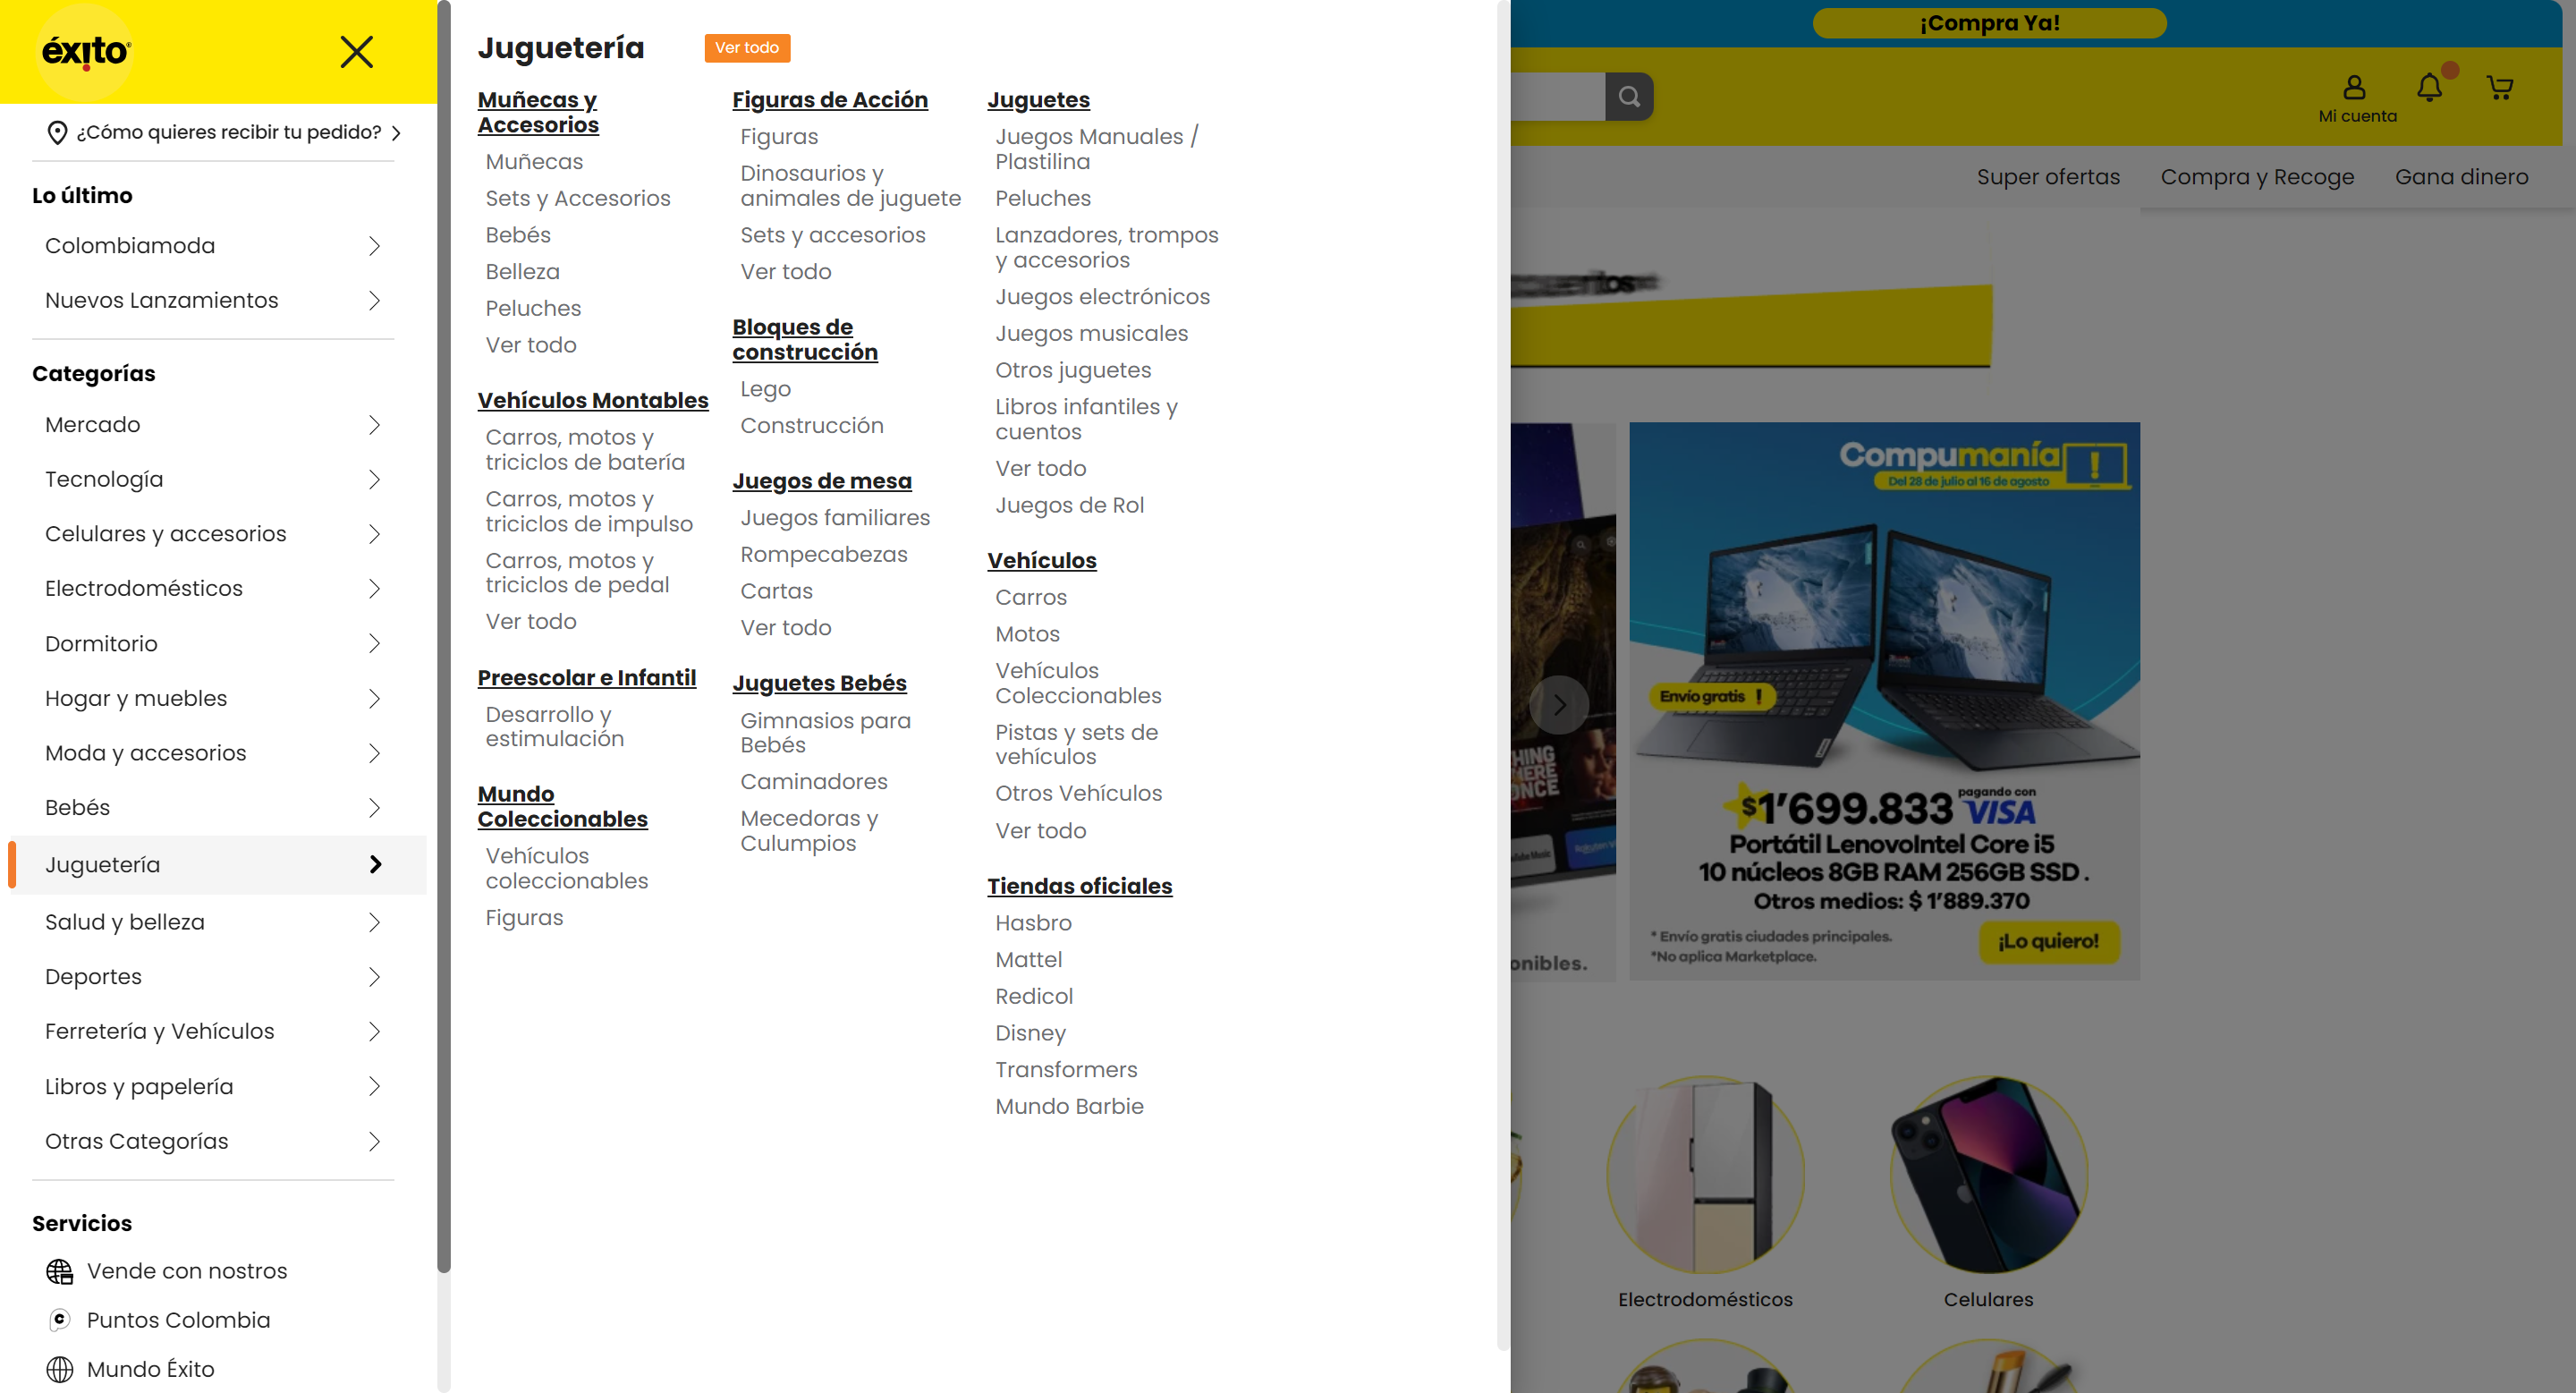 éxito
¿Cómo quieres recibir tu pedido?
Lo último
Colombiamoda
Nuevos Lanzamientos
Categorías
Mercado
Tecnología
Celulares y accesorios
Electrodomésticos
Dormitorio
Hogar y muebles
Moda y accesorios
Bebés
Juguetería
Salud y belleza
Deportes
Ferretería y Vehículos
Libros y papelería
Otras Categorías
Servicios
Vende con nostros
Puntos Colombia
Mundo Éxito
Juguetería
Ver todo
Muñecas y
Accesorios
Muñecas
Sets y Accesorios
Bebés
Belleza
Peluches
Ver todo
Vehículos Montables
Carros, motos y
triciclos de batería
Carros, motos y
triciclos de impulso
Carros, motos y
triciclos de pedal
Ver todo
Preescolar e Infantil
Desarrollo y
estimulación
Mundo
Coleccionables
Vehículos
coleccionables
Figuras
Figuras de Acción
Figuras
Dinosaurios y
animales de juguete
Sets y accesorios
Ver todo
Bloques de
construcción
Lego
Construcción
Juegos de mesa
Juegos familiares
Rompecabezas
Cartas
Ver todo
Juguetes Bebés
Gimnasios para
Bebés
Caminadores
Mecedoras y
Culumpios
Juguetes
Juegos Manuales /
Plastilina
Peluches
Lanzadores, trompos
y accesorios
Juegos electrónicos
Juegos musicales
Otros juguetes
Libros infantiles y
cuentos
Ver todo
Juegos de Rol
Vehículos
Carros
Motos
Vehículos
Coleccionables
Pistas y sets de
vehículos
Otros Vehículos
Ver todo
Tiendas oficiales
Hasbro
Mattel
Redicol
Disney
Transformers
Mundo Barbie
¡Compra Ya!
Mi cuenta
Super ofertas
Compra y Recoge
Gana dinero
Compumanía
Del 28 de julio al 16 de agosto
Envío gratis !
$1'699.833 pagando con VISA
Portátil LenovoIntel Core i5
10 núcleos 8GB RAM 256GB SSD .
Otros medios: $ 1'889.370
* Envío gratis ciudades principales.
*No aplica Marketplace.
¡Lo quiero!
onibles.
Electrodomésticos
Celulares